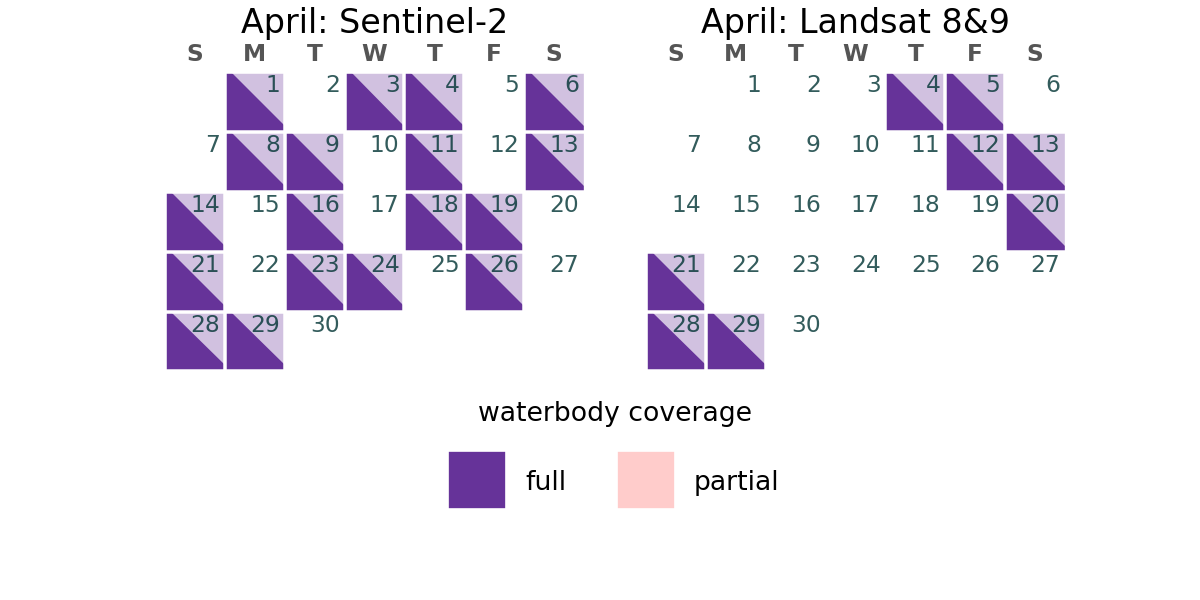 April: Sentinel-2
S M T W T F S
1 2 3 4 5 6
7 8 9 10 11 12 13
14 15 16 17 18 19 20
21 22 23 24 25 26 27
28 29 30
April: Landsat 8&9
S M T W T F S
1 2 3 4 5 6
7 8 9 10 11 12 13
14 15 16 17 18 19 20
21 22 23 24 25 26 27
28 29 30
waterbody coverage
full partial